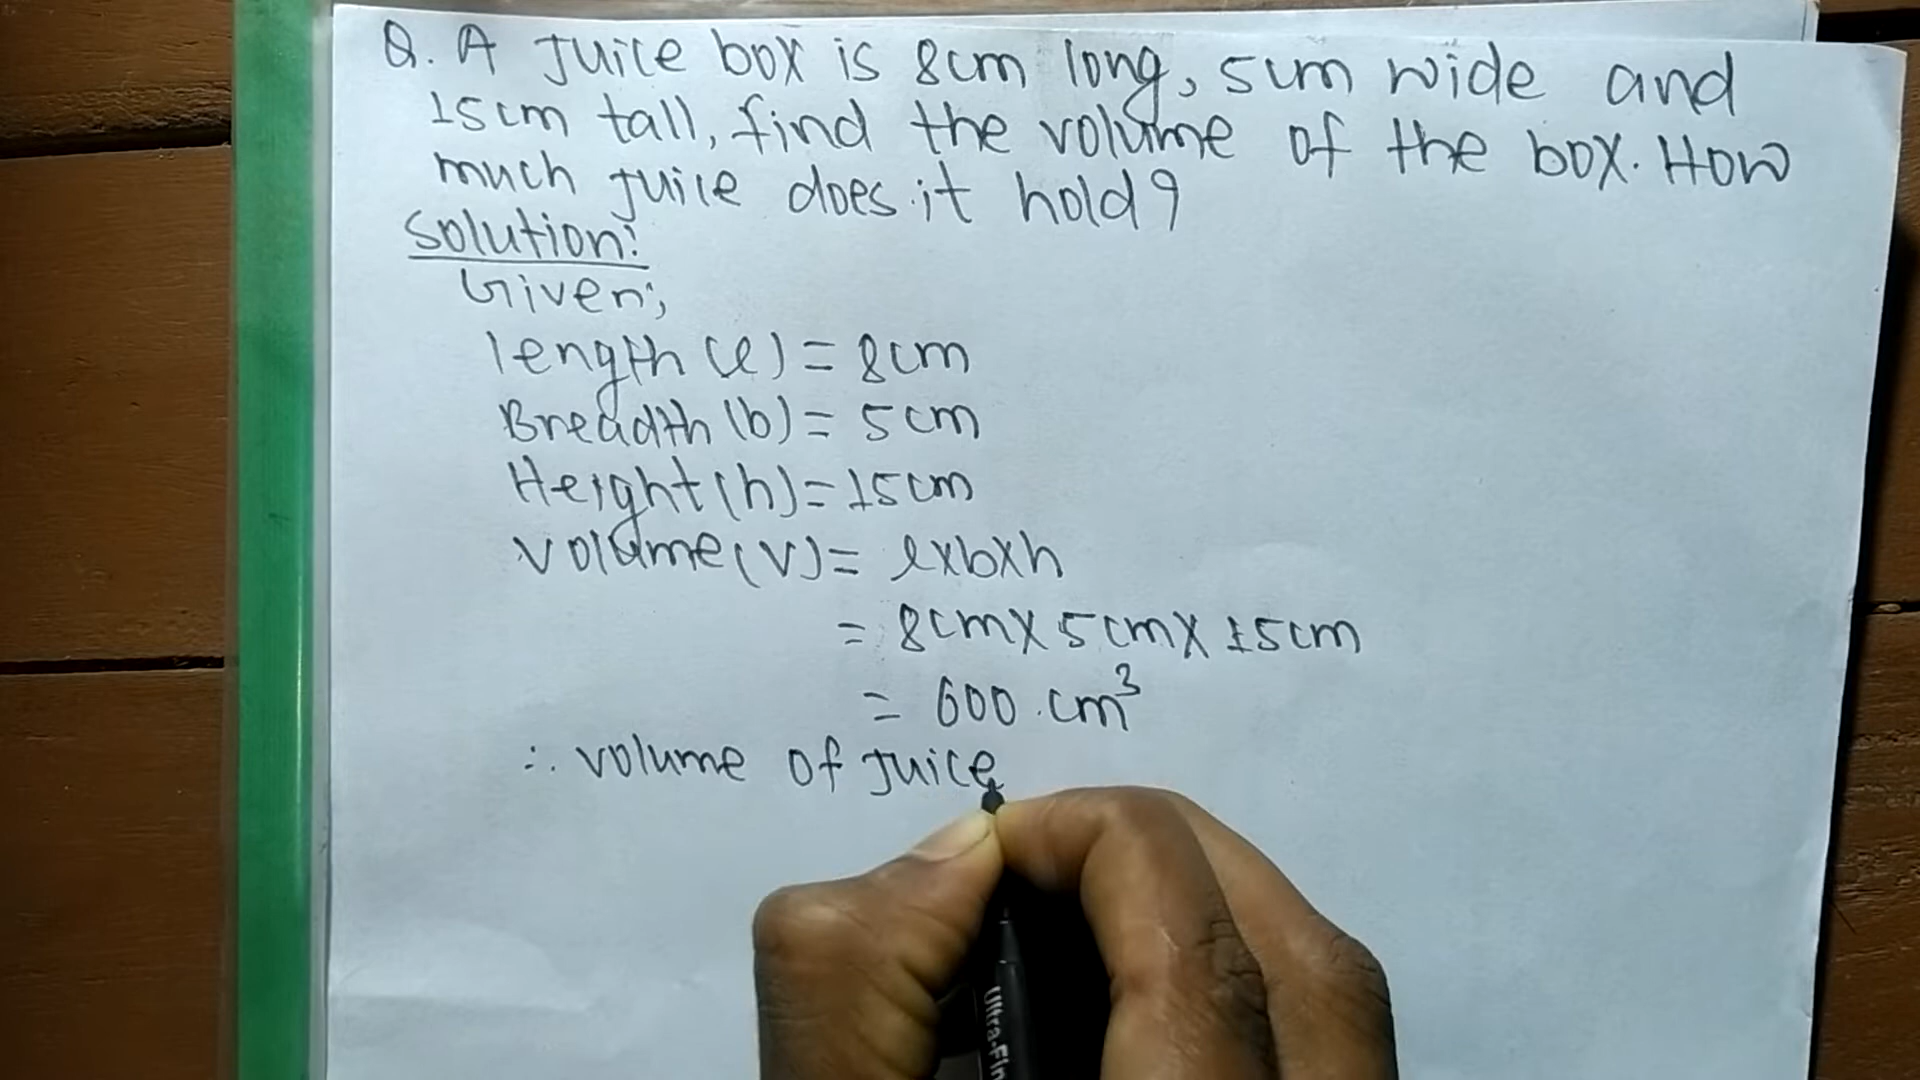 Q. A Juice box is 8cm long, 5cm wide and
15cm tall, find the volume of the box. How
much juice does it hold?
Solution:
Given;
length (l) = 8cm
Breadth (b) = 5cm
Height (h) = 15cm
Volume (V) = l×b×h
= 8cm × 5cm × 15cm
= 600 cm³
∴ volume of Juice
Ultra-Fin